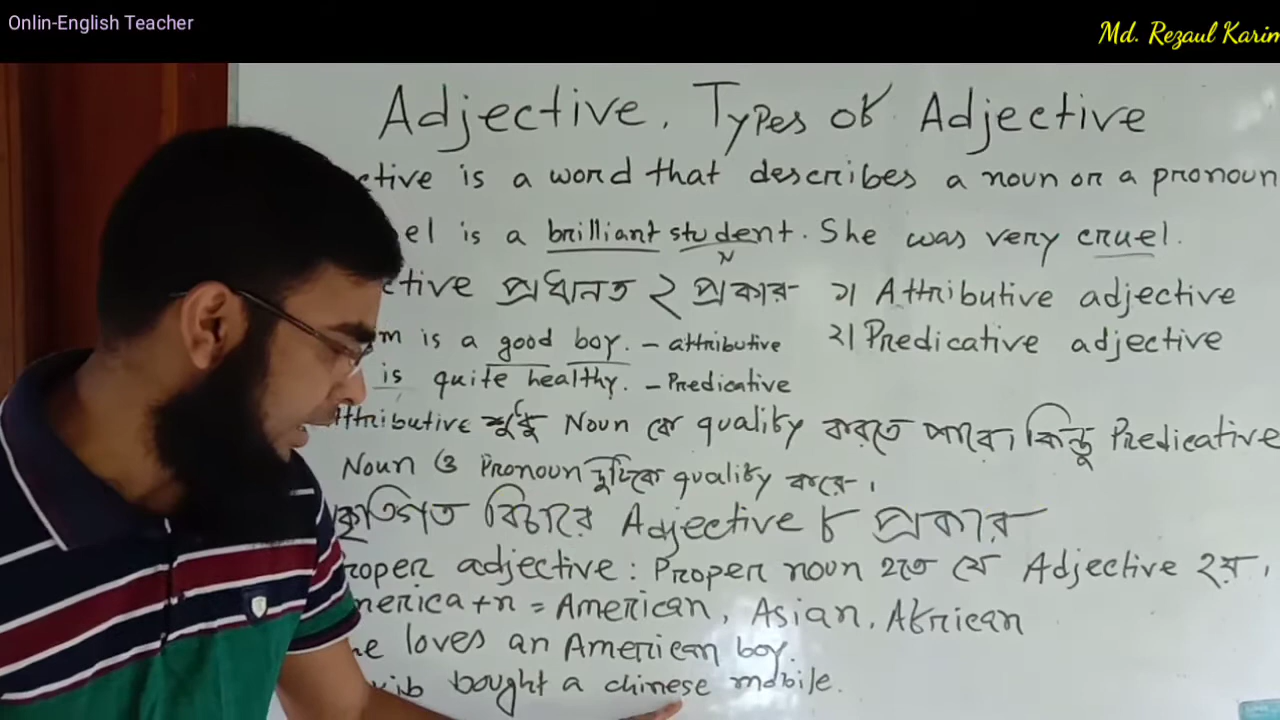 Onlin-English Teacher
Md. Rezaul Karim
Adjective, Types of Adjective
ctive is a word that describes a noun or a pronoun
el is a brilliant student. She was very cruel.
N
ctive প্রধানত ২ প্রকার- ১। Attributive adjective
m is a good boy. - attributive ২। Predicative adjective
is quite healthy. - Predicative
Attributive শুধু Noun কে quality করতে পারে, কিন্তু Predicative
Noun ও Pronoun দুটিকে quality করে।
কৃতিগত বিচারে Adjective ৮ প্রকার
roper adjective: Proper noun হতে যে Adjective হয়।
merica+n = American, Asian, African
he loves an American boy.
kib bought a chinese mobile.